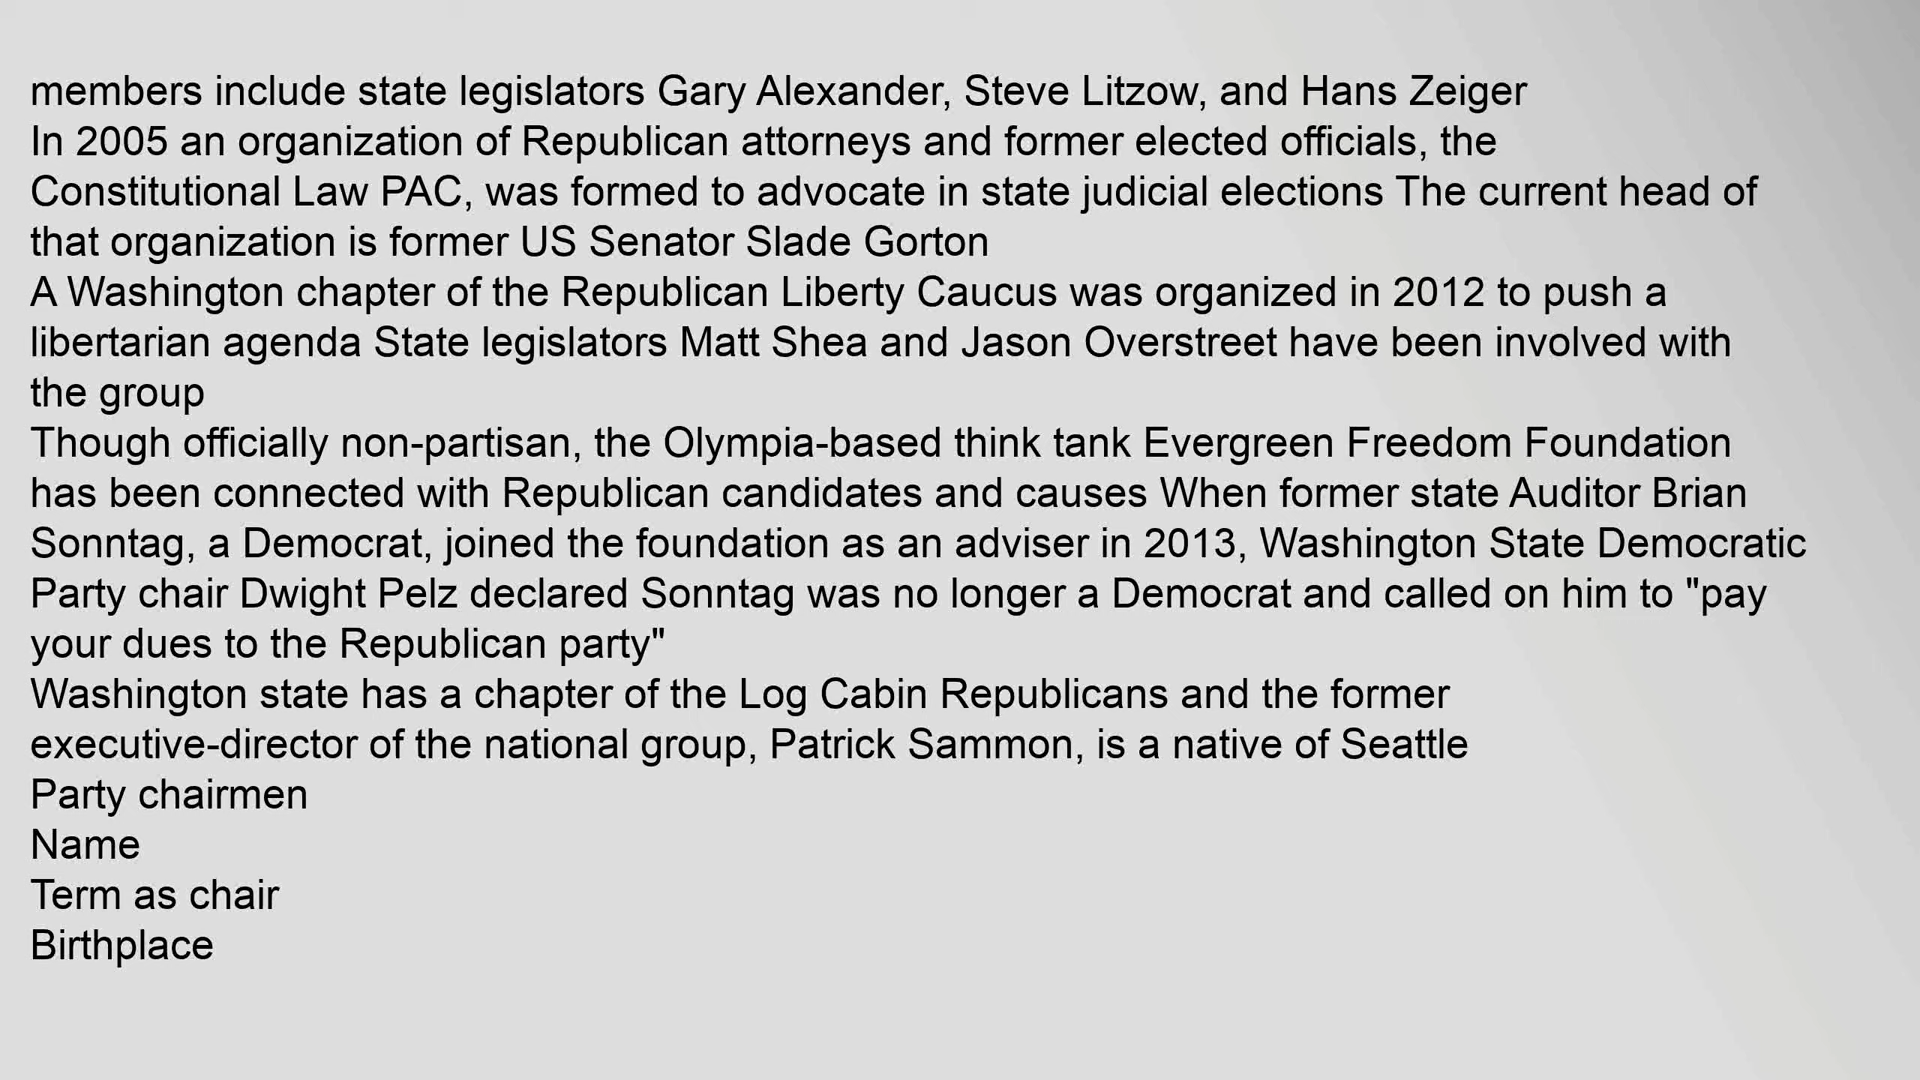 members include state legislators Gary Alexander, Steve Litzow, and Hans Zeiger
In 2005 an organization of Republican attorneys and former elected officials, the
Constitutional Law PAC, was formed to advocate in state judicial elections The current head of
that organization is former US Senator Slade Gorton
A Washington chapter of the Republican Liberty Caucus was organized in 2012 to push a
libertarian agenda State legislators Matt Shea and Jason Overstreet have been involved with
the group
Though officially non-partisan, the Olympia-based think tank Evergreen Freedom Foundation
has been connected with Republican candidates and causes When former state Auditor Brian
Sonntag, a Democrat, joined the foundation as an adviser in 2013, Washington State Democratic
Party chair Dwight Pelz declared Sonntag was no longer a Democrat and called on him to "pay
your dues to the Republican party"
Washington state has a chapter of the Log Cabin Republicans and the former
executive-director of the national group, Patrick Sammon, is a native of Seattle
Party chairmen
Name
Term as chair
Birthplace